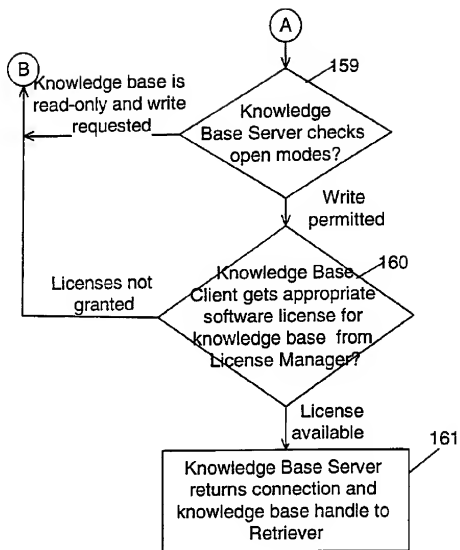 A
B
159
Knowledge base is
read-only and write
requested
Knowledge
Base Server checks
open modes?
Write
permitted
160
Licenses not
granted
Knowledge Base
Client gets appropriate
software license for
knowledge base from
License Manager?
License
available
161
Knowledge Base Server
returns connection and
knowledge base handle to
Retriever